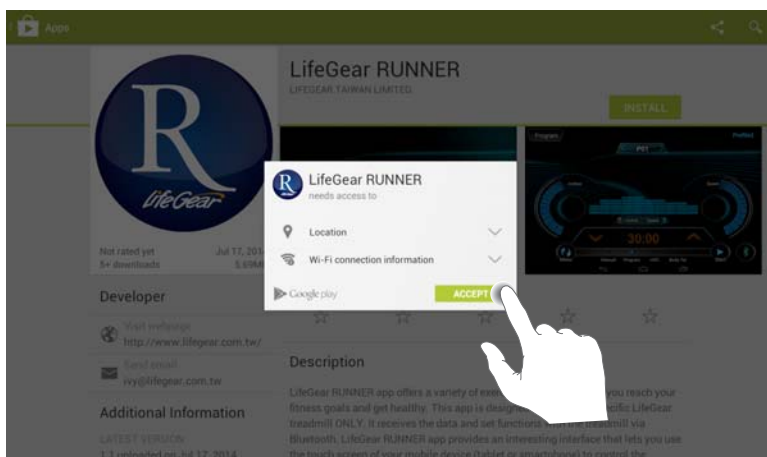 Apps
LifeGear RUNNER
LIFEGEAR TAIWAN LIMITED.
INSTALL
R
LifeGear
Program
P01
30:00
LifeGear RUNNER
needs access to
Location
Wi-Fi connection information
Google play
ACCEPT
Not rated yet
Jul 17, 201
5+ downloads
5.69M
Developer
Visit webpage
http://www.lifegear.com.tw/
Send email
ivy@lifegear.com.tw
Additional Information
LATEST VERSION
1.1 uploaded on: Jul 17, 2014
Description
LifeGear RUNNER app offers a variety of exer you reach your
fitness goals and get healthy. This app is designe cific LifeGear
treadmill ONLY. It receives the data and set functions the treadmill via
Bluetooth. LifeGear RUNNER app provides an interesting interface that lets you use
the touch screen of your mobile device (tablet or smartphone) to control the